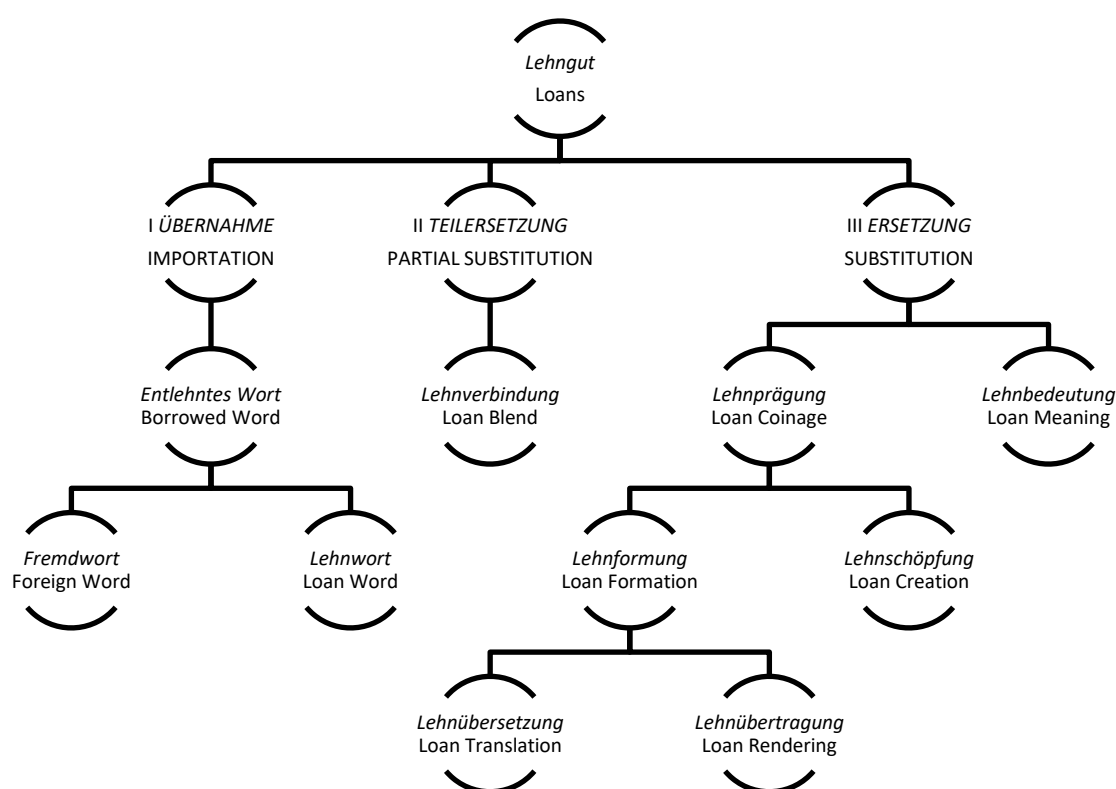 Lehngut
Loans
I ÜBERNAHME
IMPORTATION
II TEILERSETZUNG
PARTIAL SUBSTITUTION
III ERSETZUNG
SUBSTITUTION
Entlehntes Wort
Borrowed Word
Lehnverbindung
Loan Blend
Lehnprägung
Loan Coinage
Lehnbedeutung
Loan Meaning
Fremdwort
Foreign Word
Lehnwort
Loan Word
Lehnformung
Loan Formation
Lehnschöpfung
Loan Creation
Lehnübersetzung
Loan Translation
Lehnübertragung
Loan Rendering